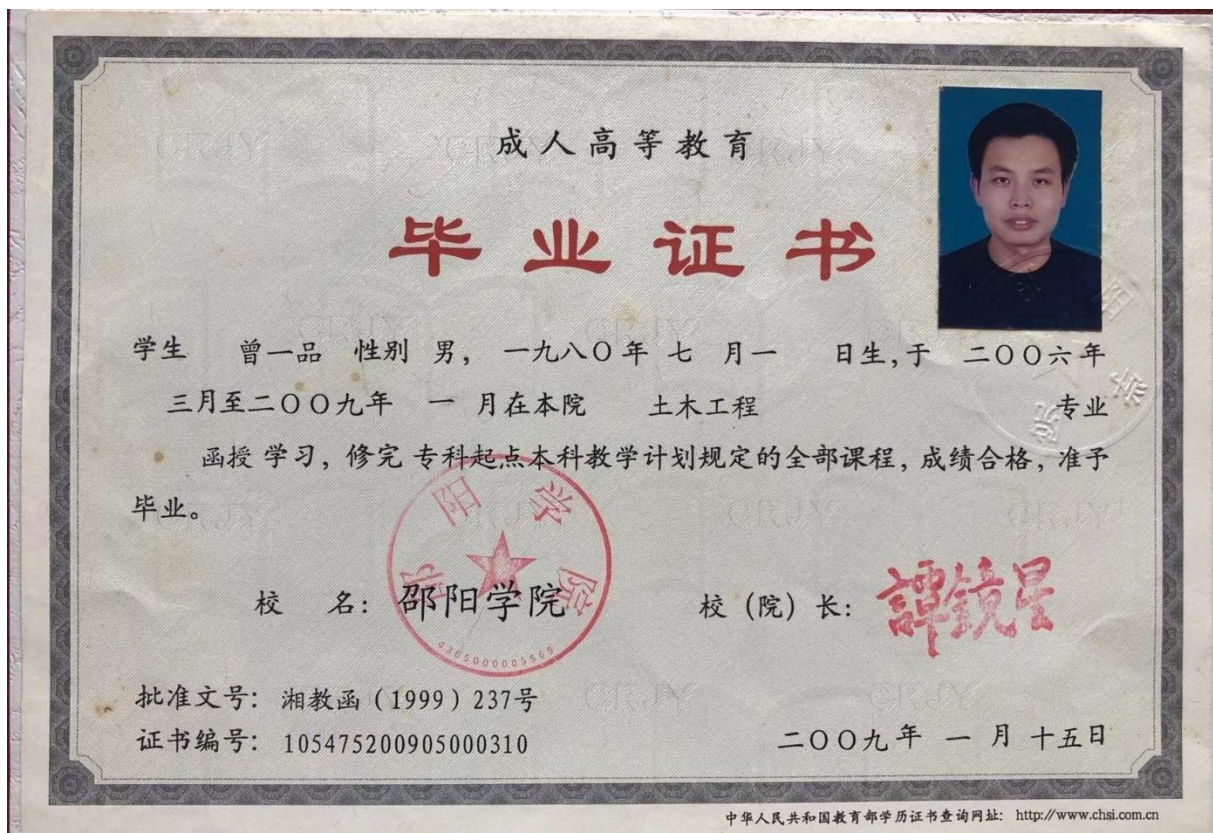 成人高等教育
毕业证书
学生 曾一品 性别 男, 一九八〇年 七 月一 日生,于 二〇〇六年
三月至二〇〇九年 一 月在本院 土木工程 专业
函授 学习, 修完 专科起点本科教学计划规定的全部课程, 成绩合格, 准予
毕业。
校 名: 邵阳学院
邵阳学院
4305000005565
校 (院) 长: 譚鏡星
批准文号: 湘教函 (1999) 237号
证书编号: 105475200905000310
二〇〇九年 一 月 十五日
中华人民共和国教育部学历证书查询网址: http://www.chsi.com.cn